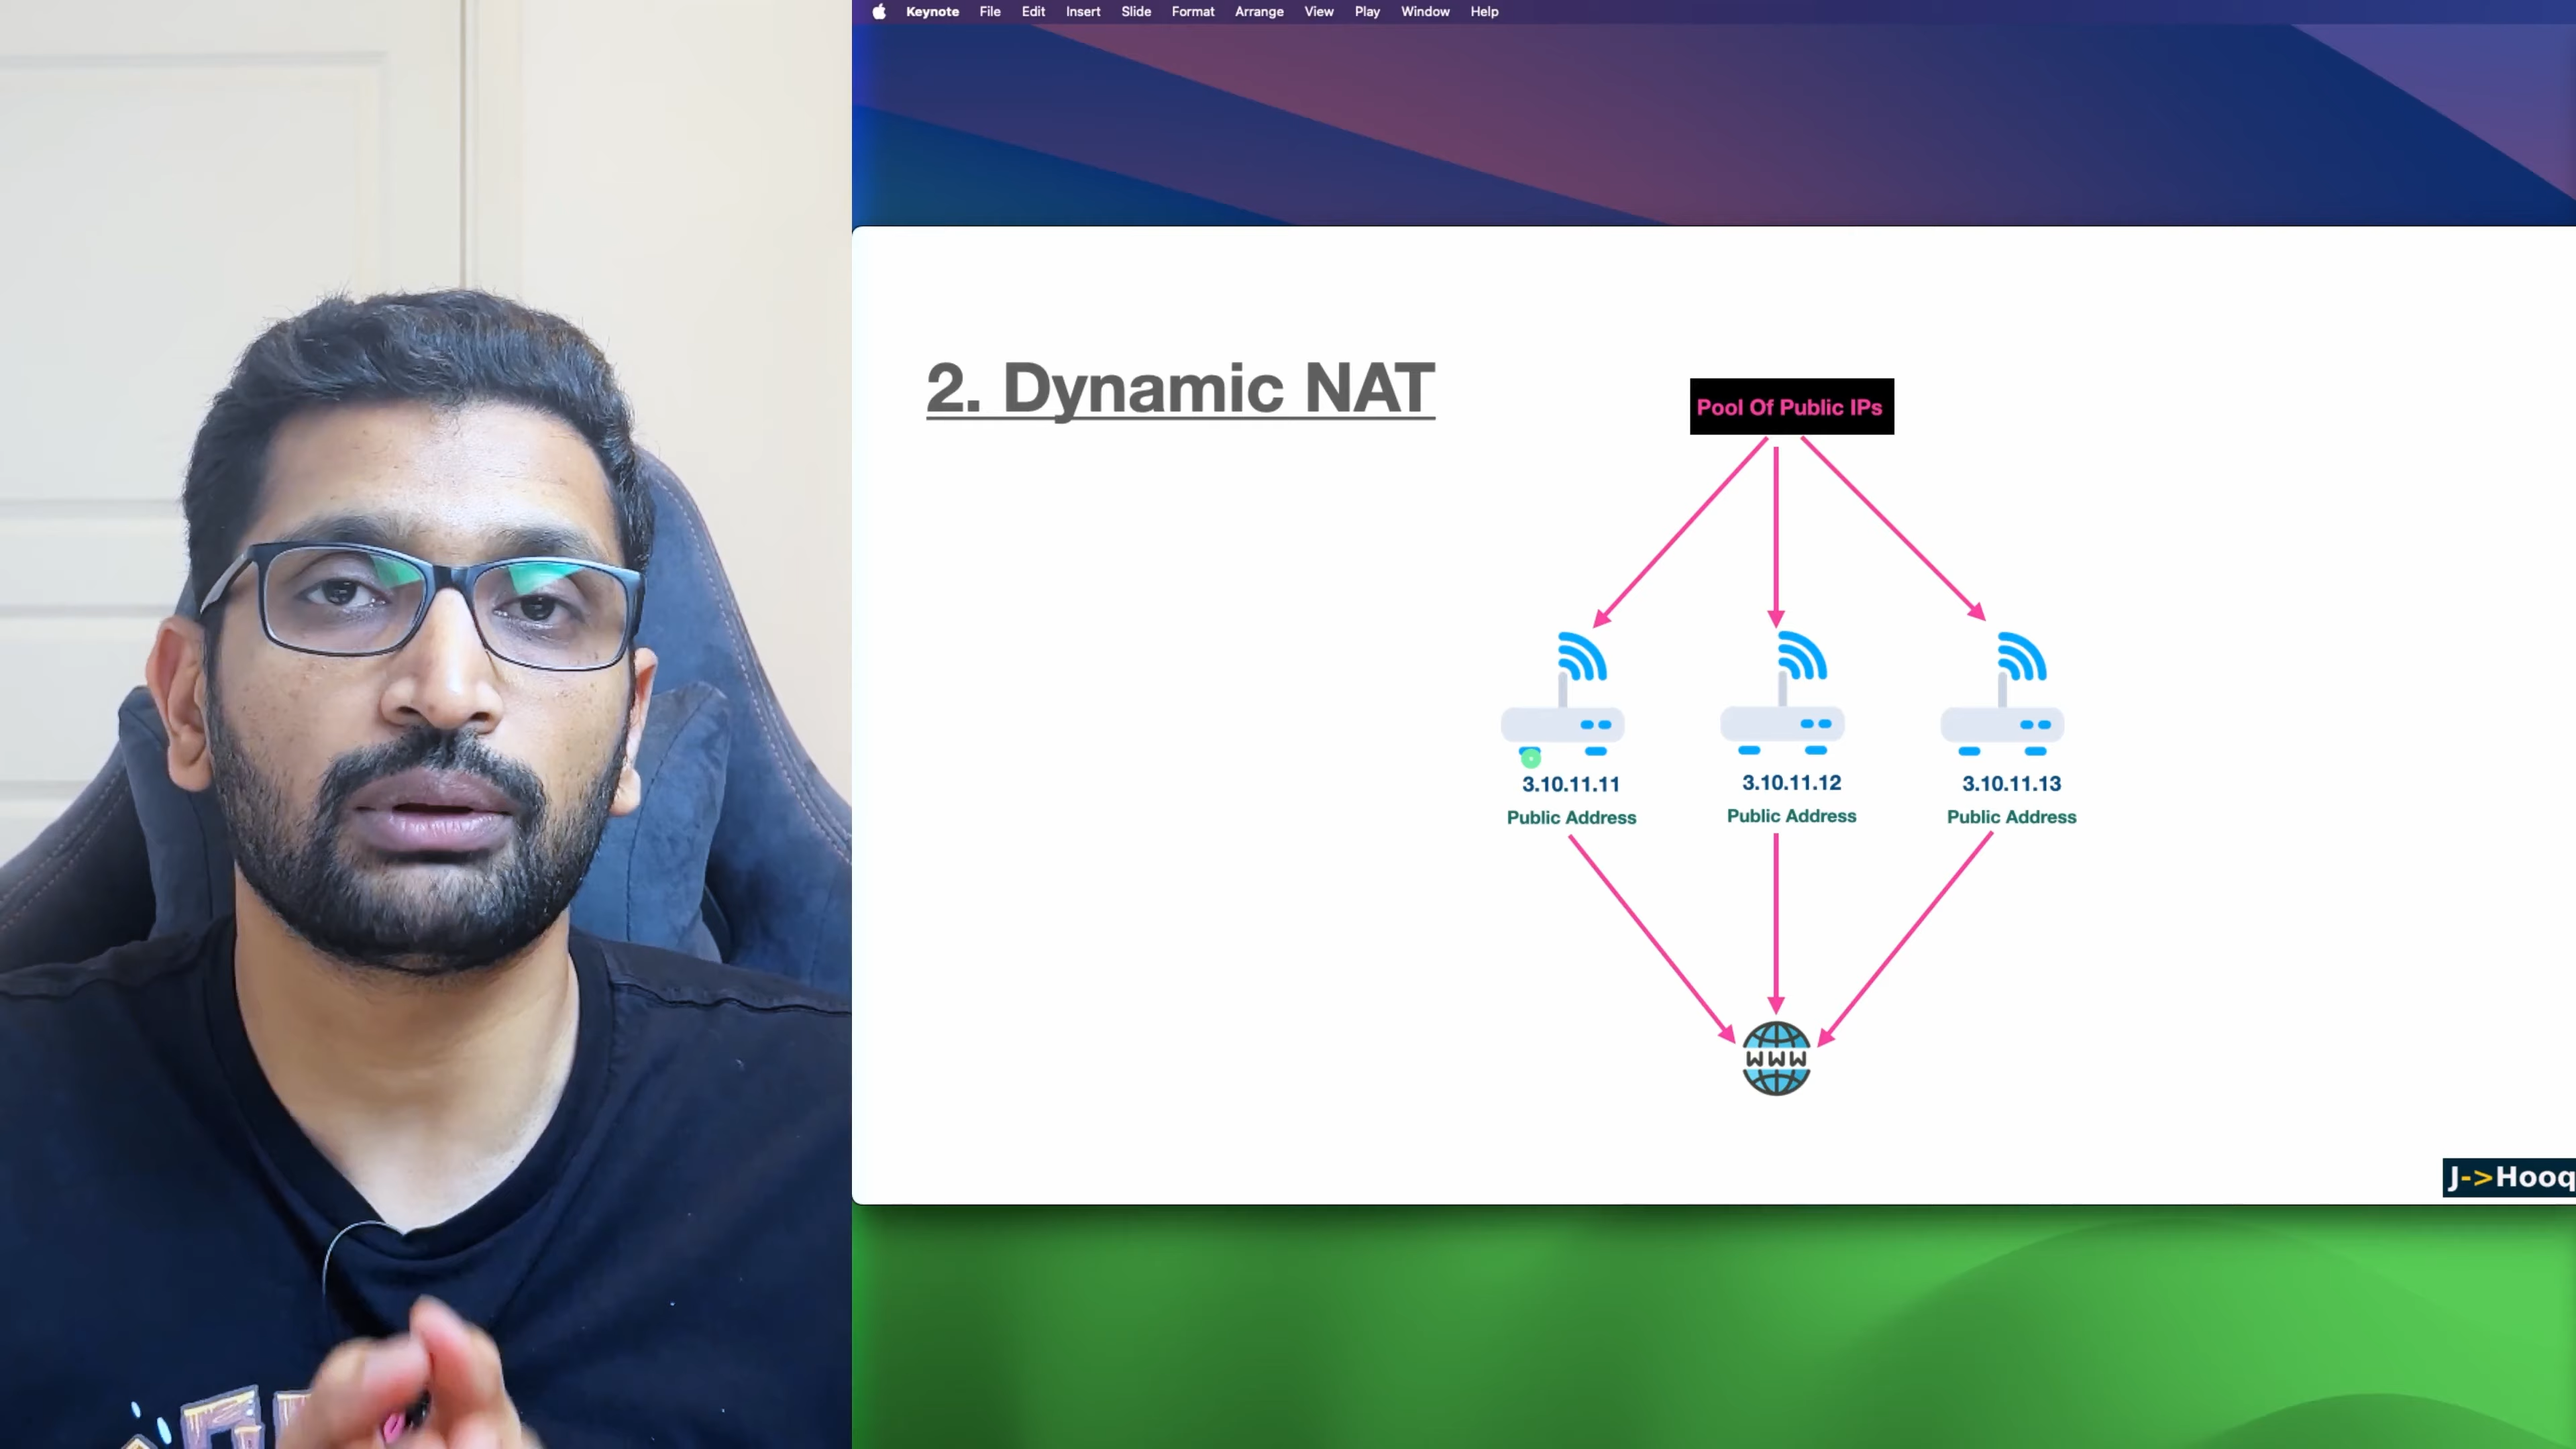 Keynote File Edit Insert Slide Format Arrange View Play Window Help
2. Dynamic NAT
Pool Of Public IPs
3.10.11.11
Public Address
3.10.11.12
Public Address
3.10.11.13
Public Address
WWW
J->Hooq